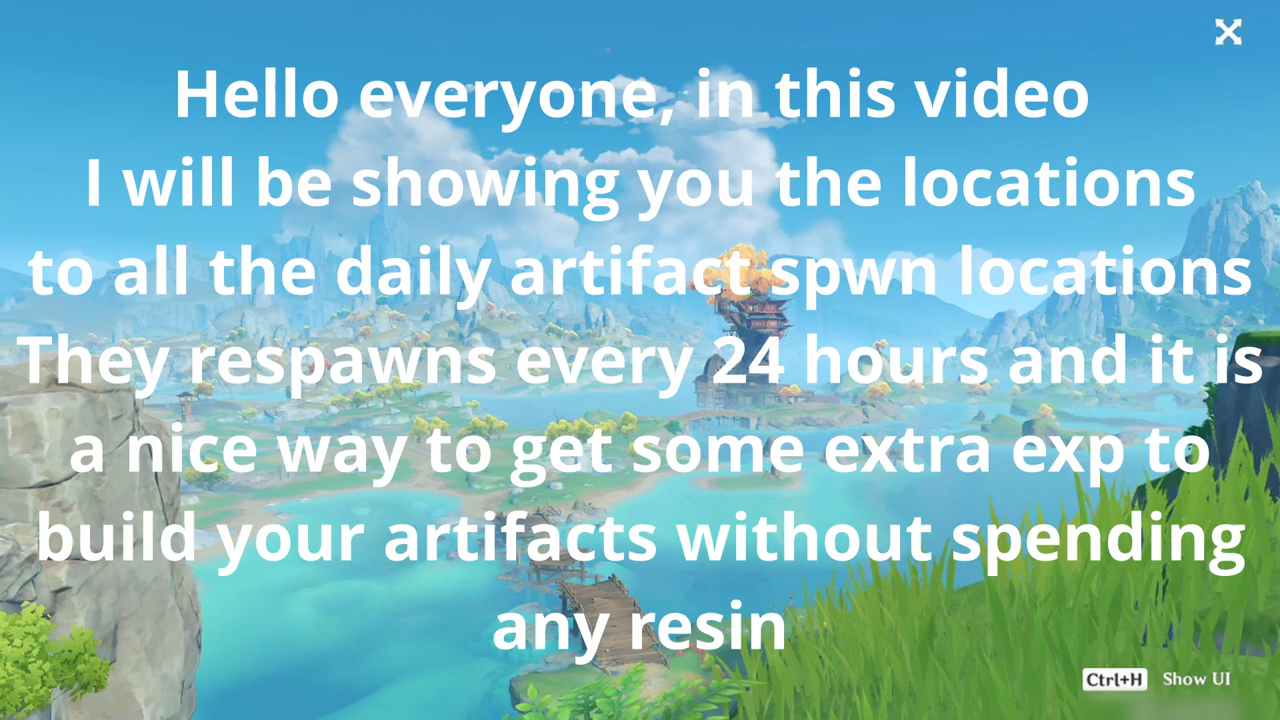 Hello everyone, in this video
I will be showing you the locations
to all the daily artifact spwn locations
They respawns every 24 hours and it is
a nice way to get some extra exp to
build your artifacts without spending
any resin
Ctrl+H Show UI